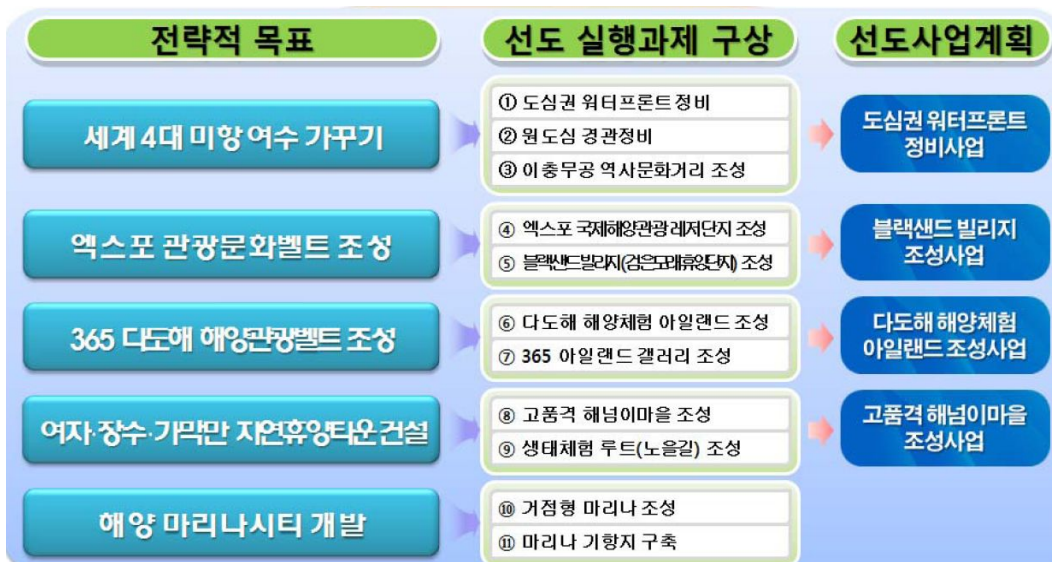 전략적 목표
선도 실행과제 구상
선도사업계획
세계 4대 미항 여수 가꾸기
① 도심권 워터프론트 정비
② 원도심 경관정비
③ 이충무공 역사문화거리 조성
도심권 워터프론트
정비사업
엑스포 관광문화벨트 조성
④ 엑스포 국제해양관광 레저단지 조성
⑤ 블랙샌드빌리지(검은모래휴양단지) 조성
블랙샌드 빌리지
조성사업
365 다도해 해양관광벨트 조성
⑥ 다도해 해양체험 아일랜드 조성
⑦ 365 아일랜드 갤러리 조성
다도해 해양체험
아일랜드 조성사업
여자·장수·가막만 자연휴양타운 건설
⑧ 고품격 해넘이마을 조성
⑨ 생태체험 루트(노을길) 조성
고품격 해넘이마을
조성사업
해양 마리나시티 개발
⑩ 거점형 마리나 조성
⑪ 마리나 기항지 구축